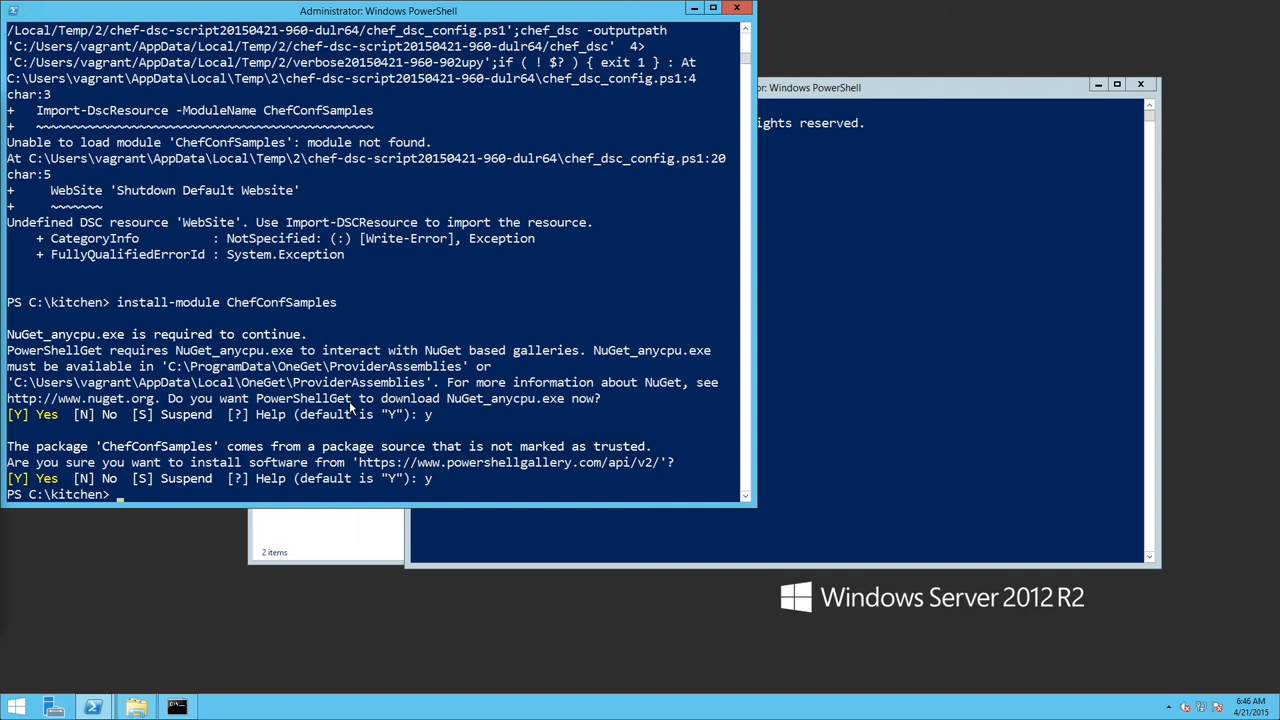 Administrator: Windows PowerShell
/Local/Temp/2/chef-dsc-script20150421-960-dulr64/chef_dsc_config.ps1';chef_dsc -outputpath
'C:/Users/vagrant/AppData/Local/Temp/2/chef-dsc-script20150421-960-dulr64/chef_dsc'  4>
'C:/Users/vagrant/AppData/Local/Temp/2/verbose20150421-960-902upy';if ( ! $? ) { exit 1 } : At
C:\Users\vagrant\AppData\Local\Temp\2\chef-dsc-script20150421-960-dulr64\chef_dsc_config.ps1:4
char:3
+   Import-DscResource -ModuleName ChefConfSamples
+   ~~~~~~~~~~~~~~~~~~~~~~~~~~~~~~~~~~~~~~~~~~~~~~
Unable to load module 'ChefConfSamples': module not found.
At C:\Users\vagrant\AppData\Local\Temp\2\chef-dsc-script20150421-960-dulr64\chef_dsc_config.ps1:20
char:5
+     WebSite 'Shutdown Default Website'
+     ~~~~~~~
Undefined DSC resource 'WebSite'. Use Import-DSCResource to import the resource.
    + CategoryInfo          : NotSpecified: (:) [Write-Error], Exception
    + FullyQualifiedErrorId : System.Exception
PS C:\kitchen> install-module ChefConfSamples
NuGet_anycpu.exe is required to continue.
PowerShellGet requires NuGet_anycpu.exe to interact with NuGet based galleries. NuGet_anycpu.exe
must be available in 'C:\ProgramData\OneGet\ProviderAssemblies' or
'C:\Users\vagrant\AppData\Local\OneGet\ProviderAssemblies'. For more information about NuGet, see
http://www.nuget.org. Do you want PowerShellGet to download NuGet_anycpu.exe now?
[Y] Yes  [N] No  [S] Suspend  [?] Help (default is "Y"): y
The package 'ChefConfSamples' comes from a package source that is not marked as trusted.
Are you sure you want to install software from 'https://www.powershellgallery.com/api/v2/'?
[Y] Yes  [N] No  [S] Suspend  [?] Help (default is "Y"): y
PS C:\kitchen>
or: Windows PowerShell
ights reserved.
2 items
Windows Server 2012 R2
6:46 AM
4/21/2015